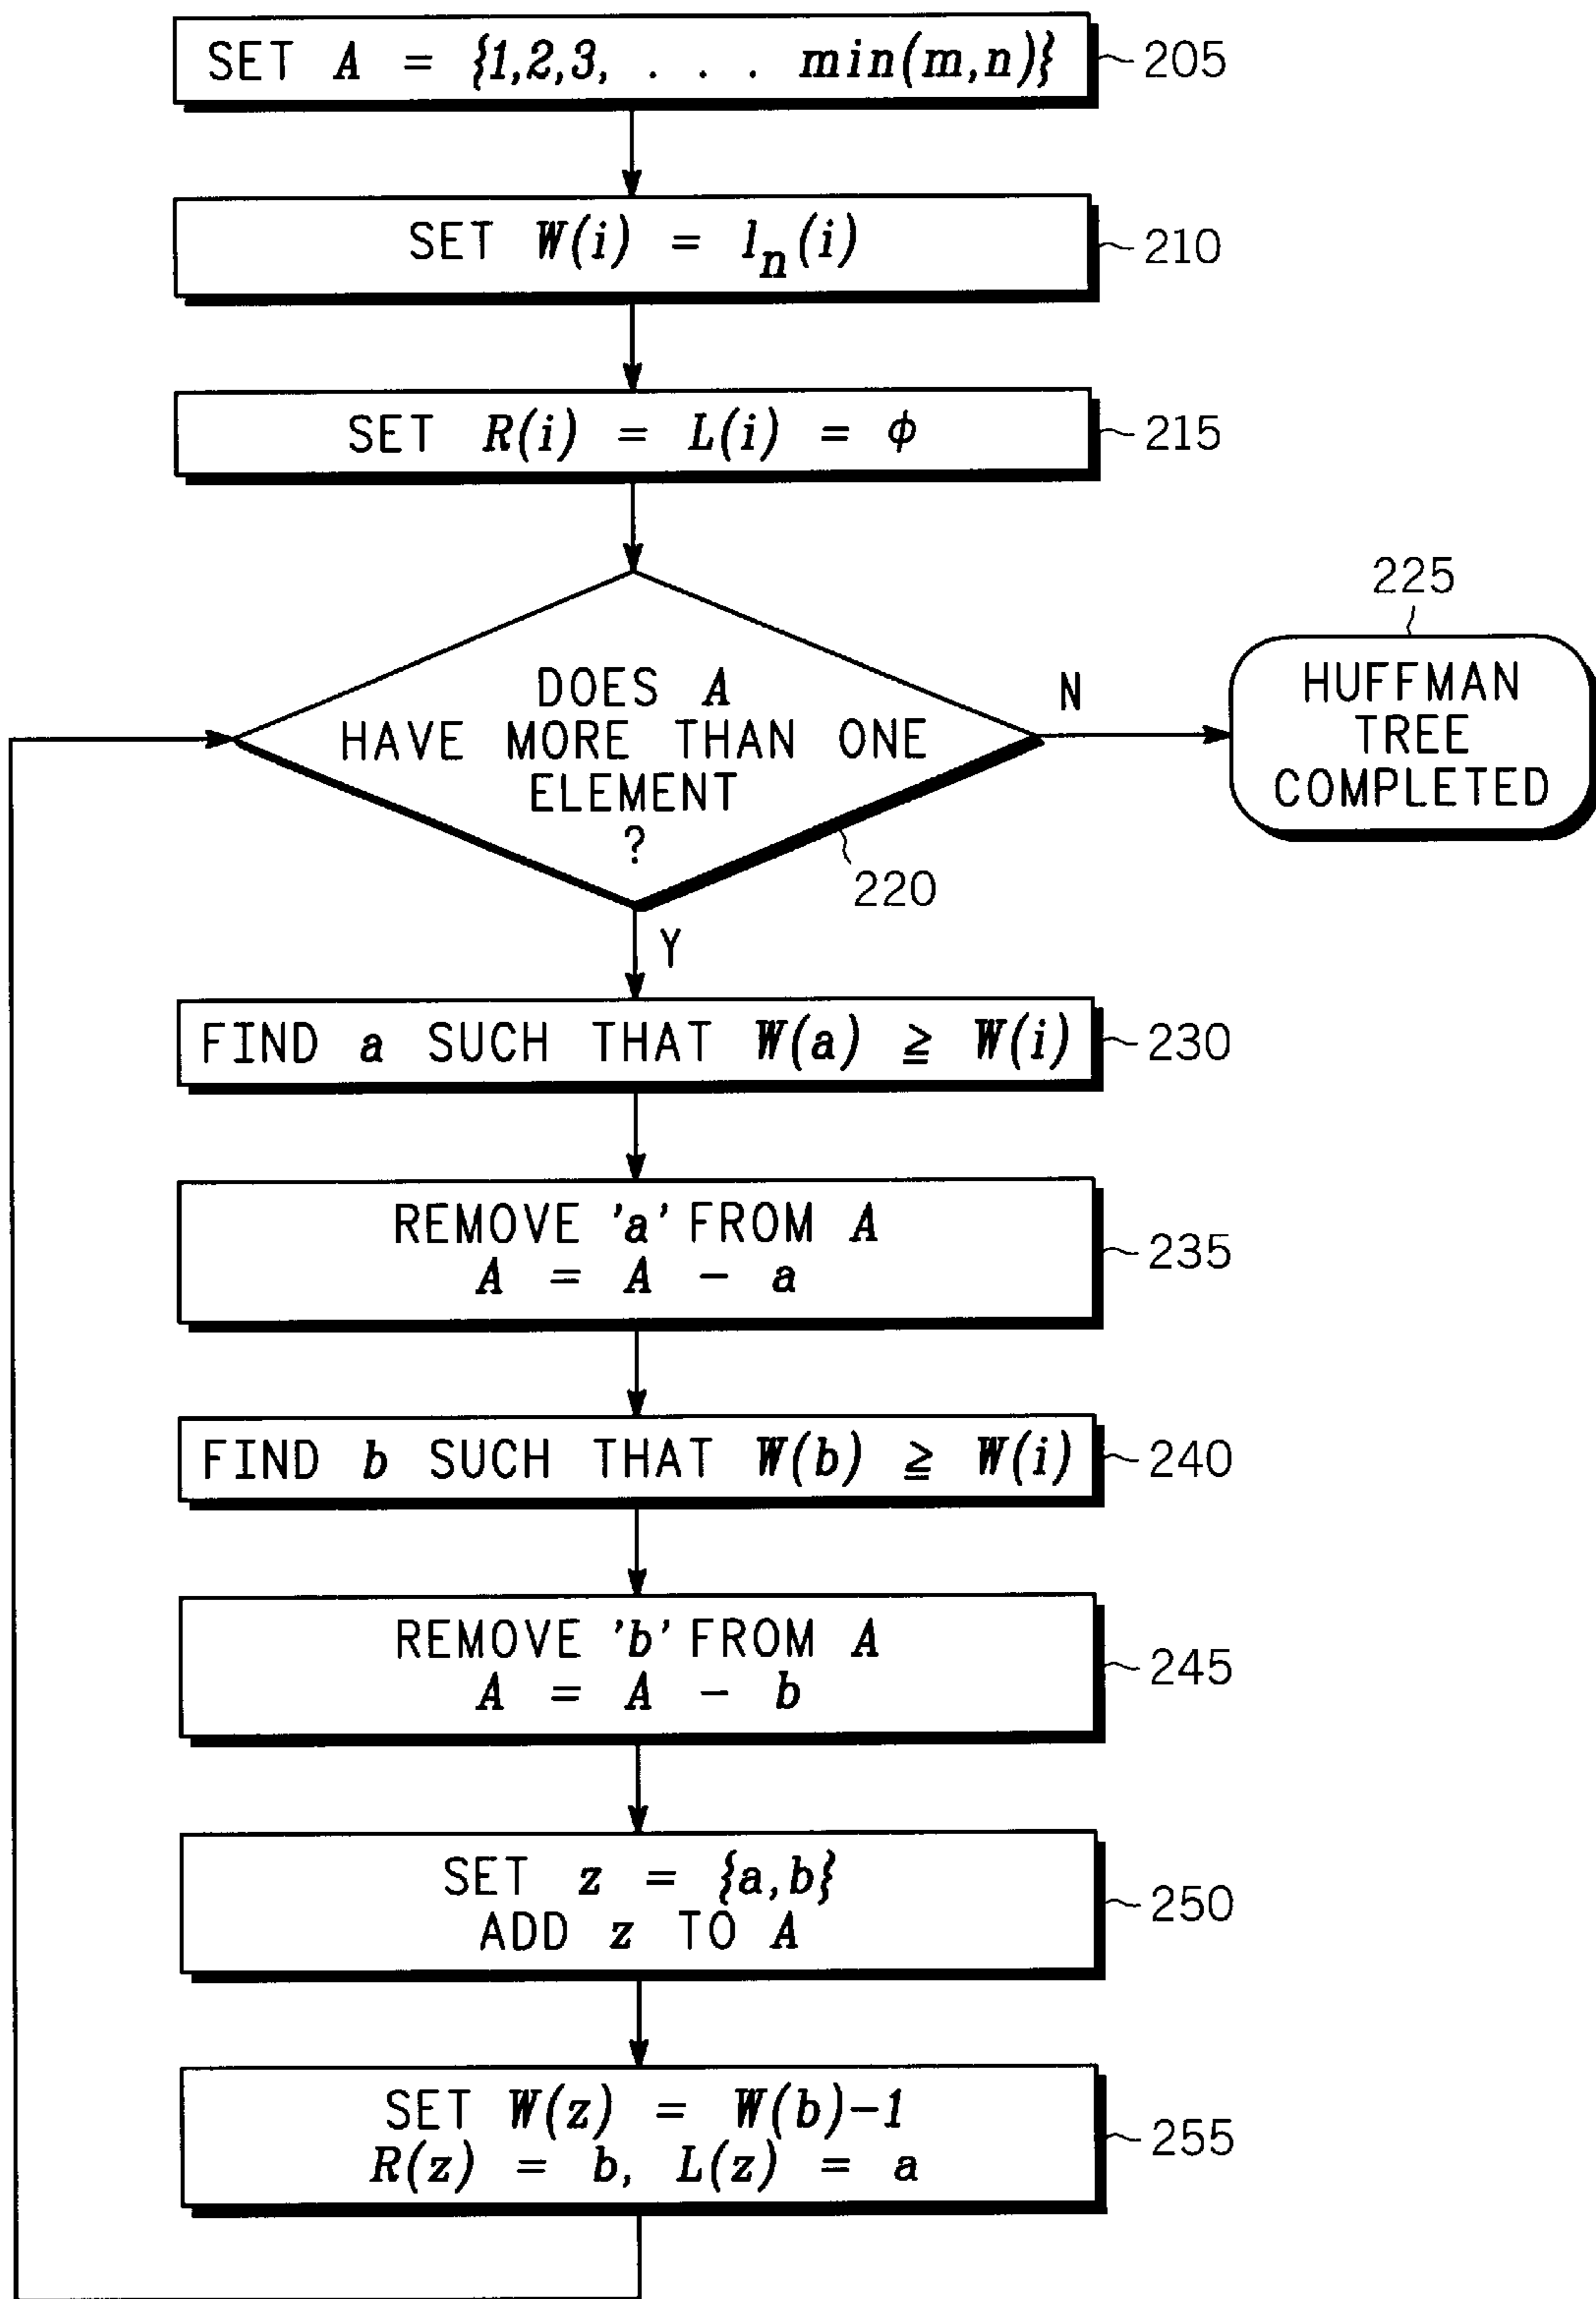 SET A = {1,2,3, . . . min(m,n)}
205
SET W(i) = l_n(i)
210
SET R(i) = L(i) = ϕ
215
DOES A
HAVE MORE THAN ONE
ELEMENT
?
220
N
225
HUFFMAN
TREE
COMPLETED
Y
FIND a SUCH THAT W(a) ≧ W(i)
230
REMOVE 'a' FROM A
A = A - a
235
FIND b SUCH THAT W(b) ≧ W(i)
240
REMOVE 'b' FROM A
A = A - b
245
SET z = {a,b}
ADD z TO A
250
SET W(z) = W(b)-1
R(z) = b, L(z) = a
255